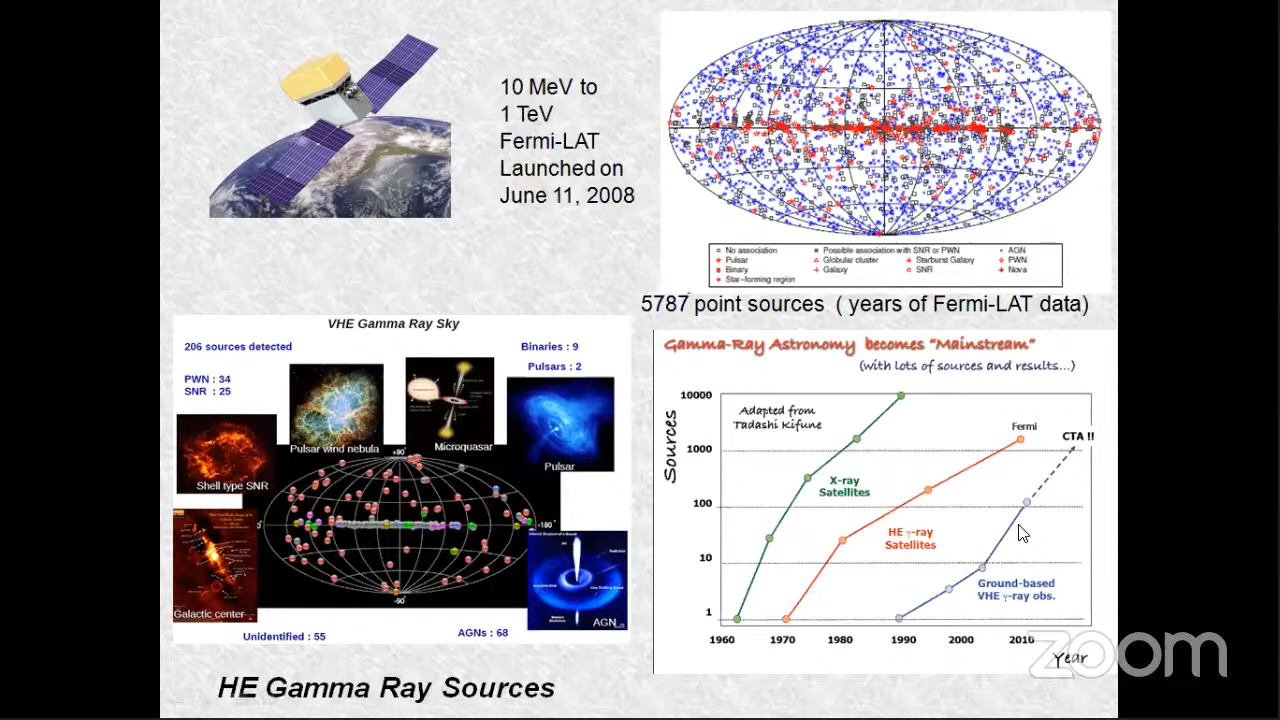 10 MeV to
1 TeV
Fermi-LAT
Launched on
June 11, 2008
No association
Possible association with SNR or PWN
AGN
Pulsar
Globular cluster
Starburst Galaxy
PWN
Binary
Galaxy
SNR
Nova
Star-forming region
5787 point sources ( years of Fermi-LAT data)
VHE Gamma Ray Sky
206 sources detected
Binaries : 9
Pulsars : 2
PWN : 34
SNR : 25
Pulsar wind nebula
Microquasar
Pulsar
Shell type SNR
+90°
-180°
-90°
Galactic center
AGN
Unidentified : 55
AGNs : 68
Gamma-Ray Astronomy becomes "Mainstream"
(with lots of sources and results...)
Sources
10000
1000
100
10
1
Adapted from
Tadashi Kifune
Fermi
CTA !!
X-ray
Satellites
HE γ-ray
Satellites
Ground-based
VHE γ-ray obs.
1960 1970 1980 1990 2000 2010
Year
HE Gamma Ray Sources
zoom